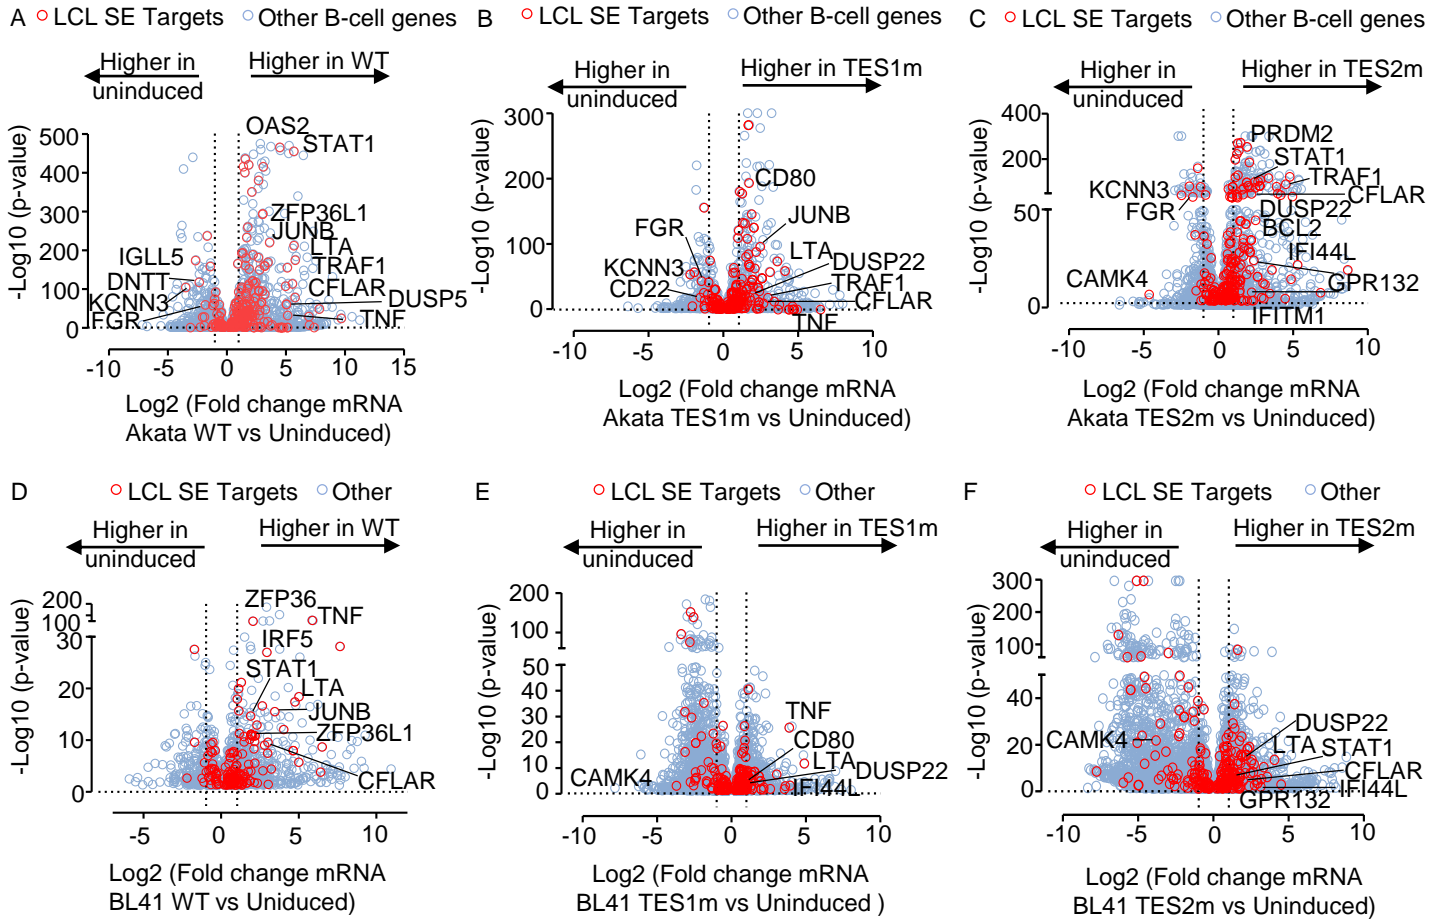 A LCL SE Targets Other B-cell genes
Higher in uninduced
Higher in WT
-Log10 (p-value)
500
400
300
200
100
0
OAS2
STAT1
ZFP36L1
JUNB
LTA
TRAF1
CFLAR
DUSP5
TNF
IGLL5
DNTT
KCNN3
FGR
-10 -5 0 5 10 15
Log2 (Fold change mRNA
Akata WT vs Uninduced)
B LCL SE Targets Other B-cell genes
Higher in uninduced
Higher in TES1m
-Log10 (p-value)
300
200
100
0
CD80
JUNB
FGR
LTA
DUSP22
KCNN3
TRAF1
CD22
CFLAR
TNF
-10 -5 0 5 10
Log2 (Fold change mRNA
Akata TES1m vs Uninduced)
C LCL SE Targets Other B-cell genes
Higher in uninduced
Higher in TES2m
-Log10 (p-value)
400
200
50
0
PRDM2
STAT1
TRAF1
KCNN3
CFLAR
FGR
DUSP22
BCL2
IFI44L
CAMK4
GPR132
IFITM1
-10 -5 0 5 10
Log2 (Fold change mRNA
Akata TES2m vs Uninduced)
D LCL SE Targets Other
Higher in uninduced
Higher in WT
-Log10 (p-value)
200
100
30
20
10
0
ZFP36
TNF
IRF5
STAT1
LTA
JUNB
ZFP36L1
CFLAR
-5 0 5 10
Log2 (Fold change mRNA
BL41 WT vs Uniduced)
E LCL SE Targets Other
Higher in uninduced
Higher in TES1m
-Log10 (p-value)
200
100
50
40
30
20
10
0
TNF
CD80
LTA
CAMK4
DUSP22
IFI44L
-10 -5 0 5 10
Log2 (Fold change mRNA
BL41 TES1m vs Uninduced )
F LCL SE Targets Other
Higher in uninduced
Higher in TES2m
-Log10 (p-value)
300
200
100
40
20
0
DUSP22
CAMK4
LTA
STAT1
CFLAR
IFI44L
GPR132
-10 -5 0 5 10
Log2 (Fold change mRNA
BL41 TES2m vs Uninduced)